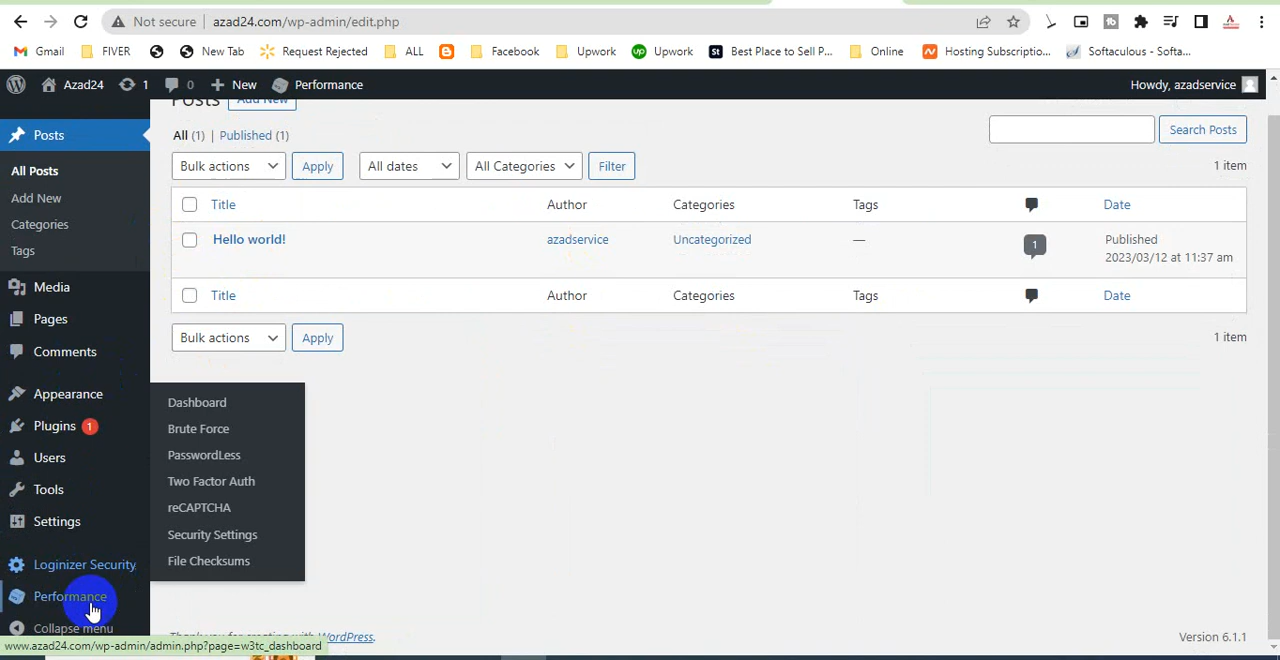 Not secure azad24.com/wp-admin/edit.php
Gmail FIVER New Tab Request Rejected ALL Facebook Upwork Upwork Best Place to Sell P... Online Hosting Subscriptio... Softaculous - Softa...
Azad24 1 0 New Performance Howdy, azadservice
Posts Add New
Posts
All (1) | Published (1)
Search Posts
All Posts
Bulk actions Apply All dates All Categories Filter 1 item
Add New
Title Author Categories Tags Date
Categories
Hello world! azadservice Uncategorized — 1 Published
2023/03/12 at 11:37 am
Tags
Media
Title Author Categories Tags Date
Pages
Bulk actions Apply 1 item
Comments
Appearance
Dashboard
Plugins 1
Brute Force
Users
PasswordLess
Tools
Two Factor Auth
reCAPTCHA
Settings
Security Settings
Loginizer Security
File Checksums
Performance
Collapse menu
Thank you for creating with WordPress. Version 6.1.1
www.azad24.com/wp-admin/admin.php?page=w3tc_dashboard